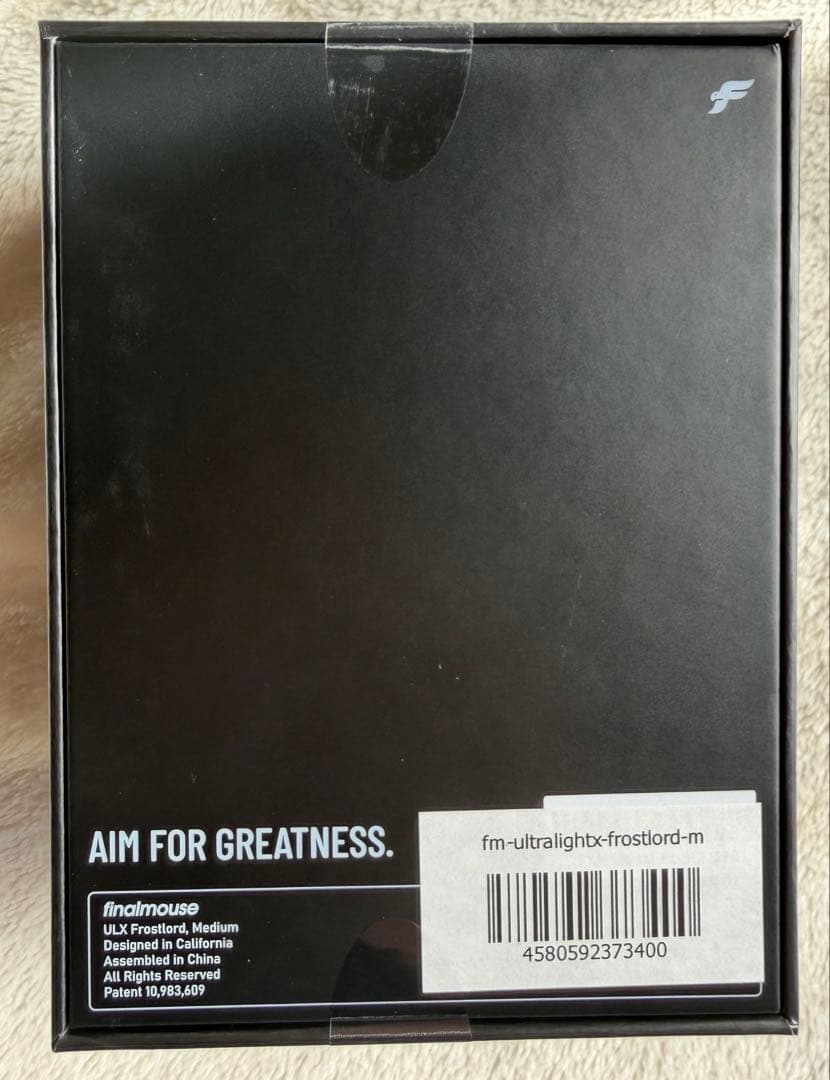 AIM FOR GREATNESS.
fm-ultralightx-frostlord-m
4580592373400
finalmouse
ULX Frostlord, Medium
Designed in California
Assembled in China
All Rights Reserved
Patent 10,983,609